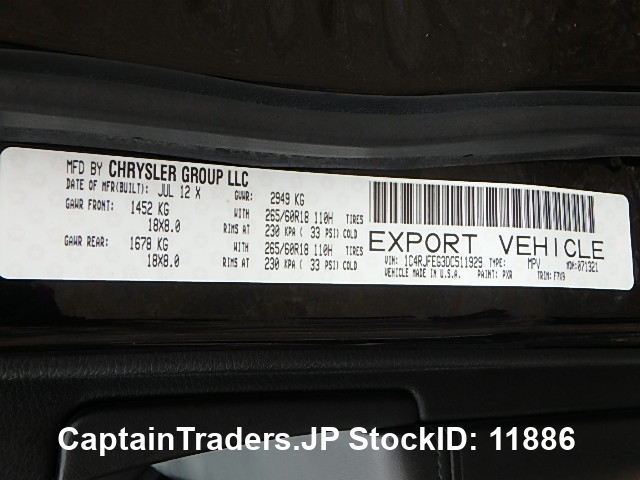 MFD BY CHRYSLER GROUP LLC
DATE OF MFR(BUILT): JUL 12 X GVWR: 2949 KG
GAWR FRONT: 1452 KG WITH 265/60R18 110H TIRES
18X8.0 RIMS AT 230 KPA ( 33 PSI) COLD
GAWR REAR: 1678 KG WITH 265/60R18 110H TIRES
18X8.0 RIMS AT 230 KPA ( 33 PSI) COLD
EXPORT VEHICLE
VIN: 1C4RJFEG3DC511929 TYPE: MPV MDH:071321
VEHICLE MADE IN U.S.A. PAINT: PXR TRIM:
CaptainTraders.JP StockID: 11886